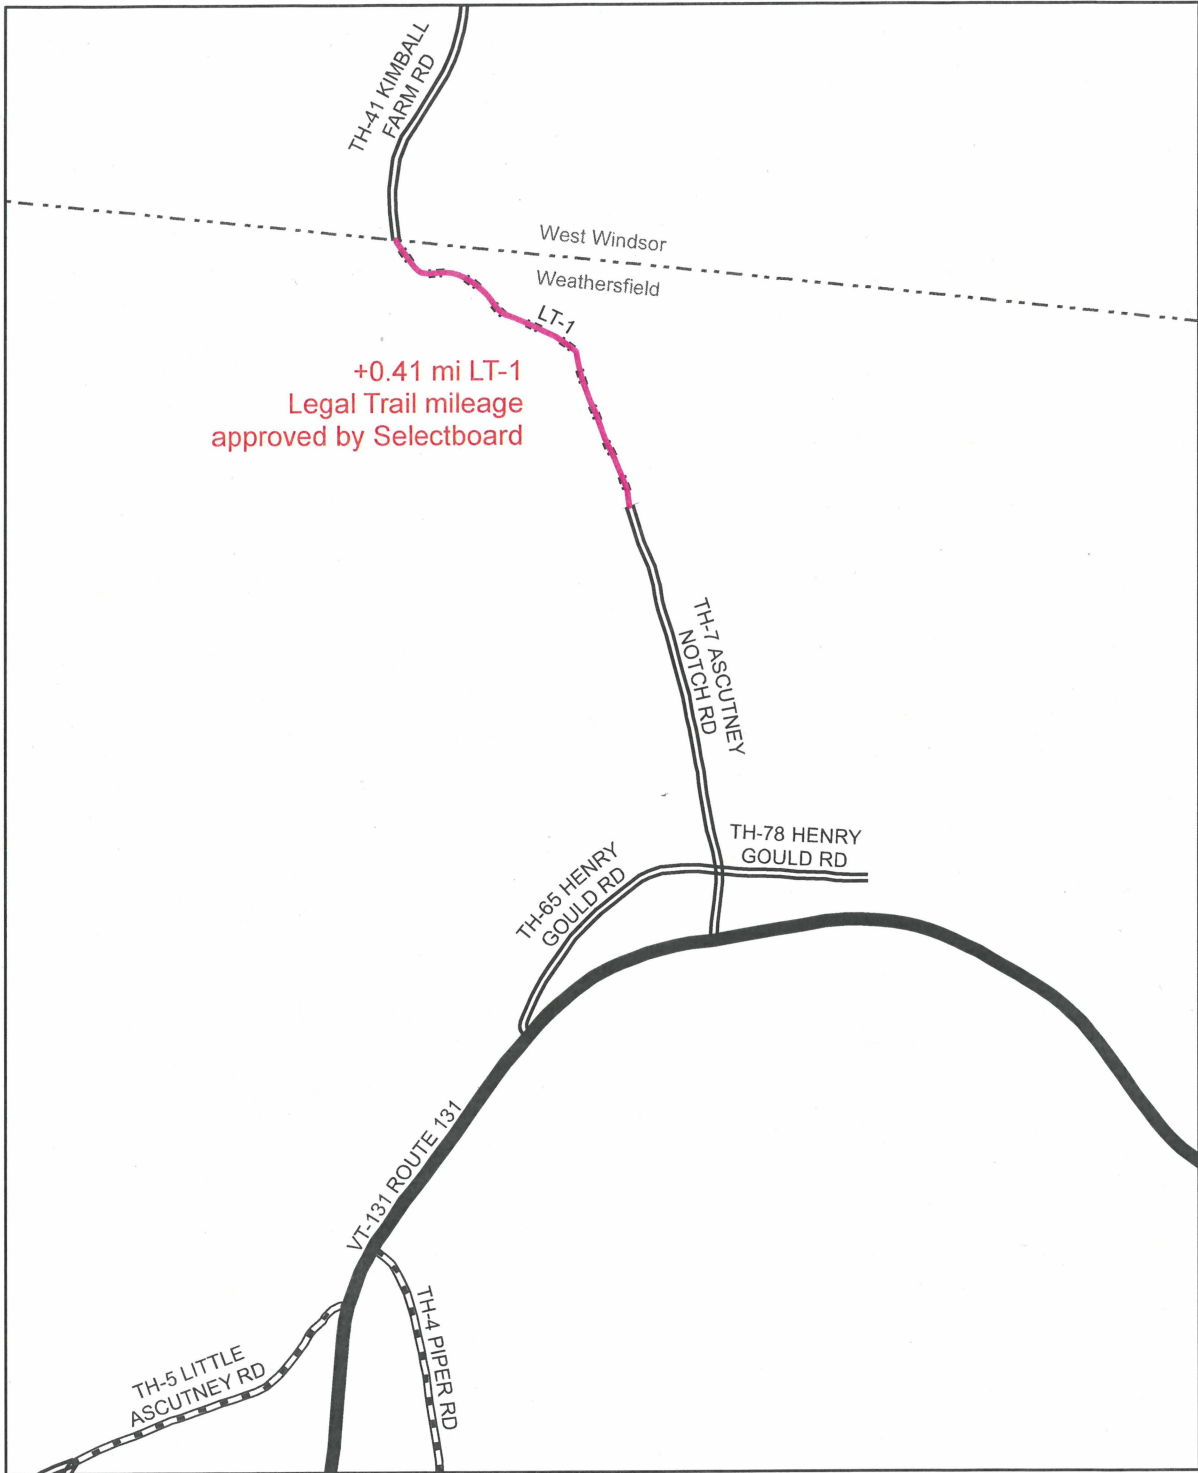 TH-41 KIMBALL
FARM RD
West Windsor
Weathersfield
LT-1
+0.41 mi LT-1
Legal Trail mileage
approved by Selectboard
TH-7 ASCUTNEY
NOTCH RD
TH-78 HENRY
GOULD RD
TH-65 HENRY
GOULD RD
VT-131 ROUTE 131
TH-4 PIPER RD
TH-5 LITTLE
ASCUTNEY RD